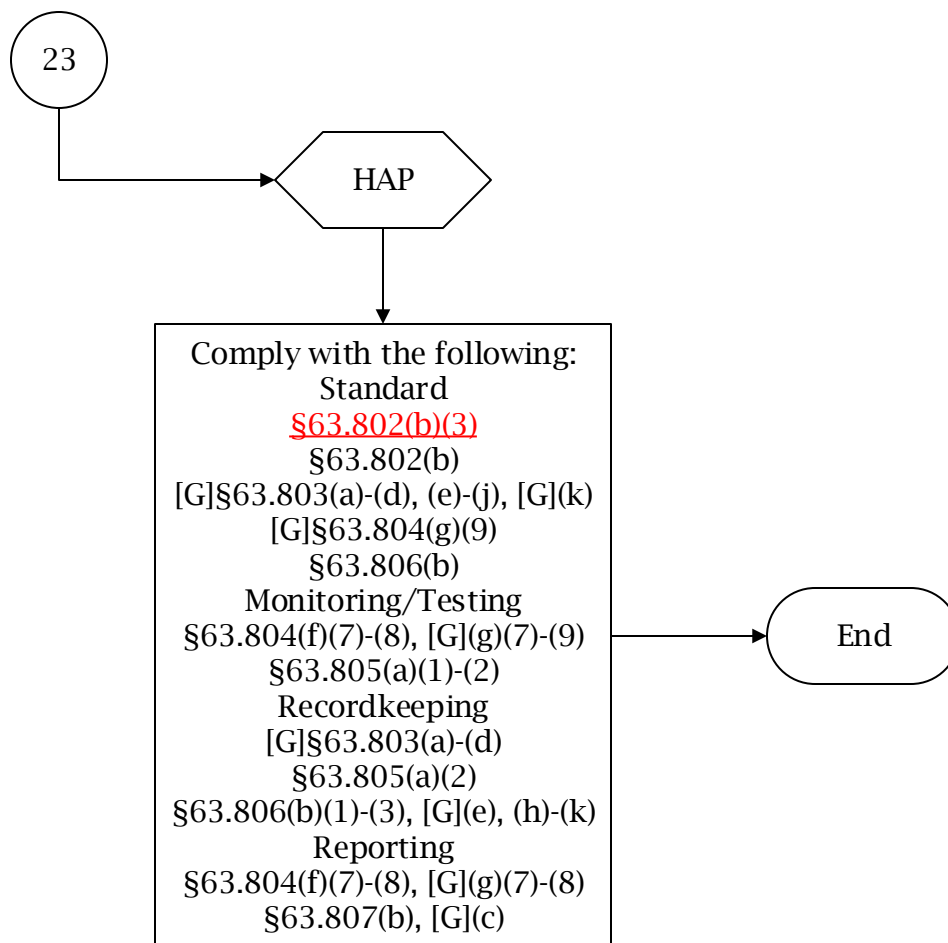 23
HAP
Comply with the following:
Standard
§63.802(b)(3)
§63.802(b)
[G]§63.803(a)-(d), (e)-(j), [G](k)
[G]§63.804(g)(9)
§63.806(b)
Monitoring/Testing
§63.804(f)(7)-(8), [G](g)(7)-(9)
§63.805(a)(1)-(2)
Recordkeeping
[G]§63.803(a)-(d)
§63.805(a)(2)
§63.806(b)(1)-(3), [G](e), (h)-(k)
Reporting
§63.804(f)(7)-(8), [G](g)(7)-(8)
§63.807(b), [G](c)
End